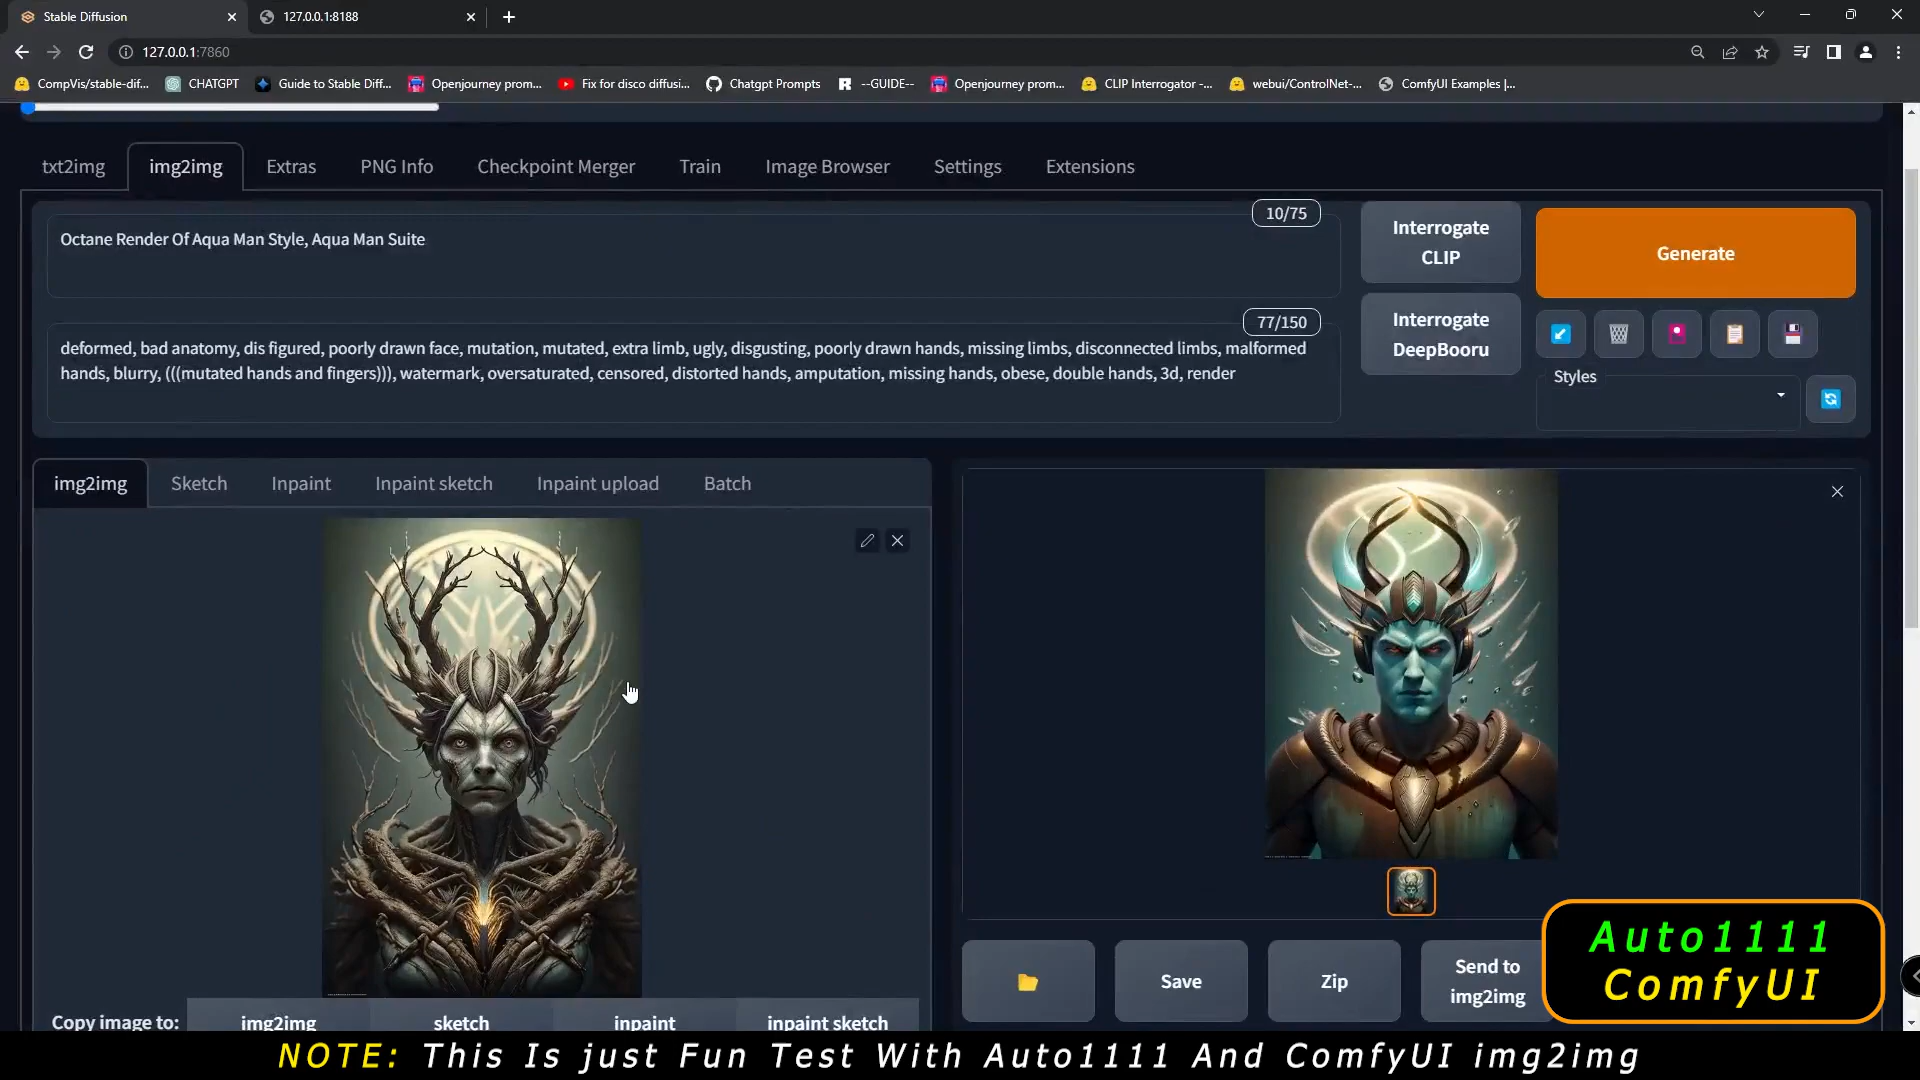 Stable Diffusion
127.0.0.1:8188
127.0.0.1:7860
CompVis/stable-dif...
CHATGPT
Guide to Stable Diff...
Openjourney prom...
Fix for disco diffusi...
Chatgpt Prompts
--GUIDE--
Openjourney prom...
CLIP Interrogator -...
webui/ControlNet-...
ComfyUI Examples |...
txt2img
img2img
Extras
PNG Info
Checkpoint Merger
Train
Image Browser
Settings
Extensions
10/75
Octane Render Of Aqua Man Style, Aqua Man Suite
Interrogate
CLIP
Generate
77/150
deformed, bad anatomy, dis figured, poorly drawn face, mutation, mutated, extra limb, ugly, disgusting, poorly drawn hands, missing limbs, disconnected limbs, malformed
hands, blurry, (((mutated hands and fingers))), watermark, oversaturated, censored, distorted hands, amputation, missing hands, obese, double hands, 3d, render
Interrogate
DeepBooru
Styles
img2img
Sketch
Inpaint
Inpaint sketch
Inpaint upload
Batch
Save
Zip
Send to
img2img
Copy image to:
img2img
sketch
inpaint
inpaint sketch
Auto1111
ComfyUI
NOTE: This Is just Fun Test With Auto1111 And ComfyUI img2img